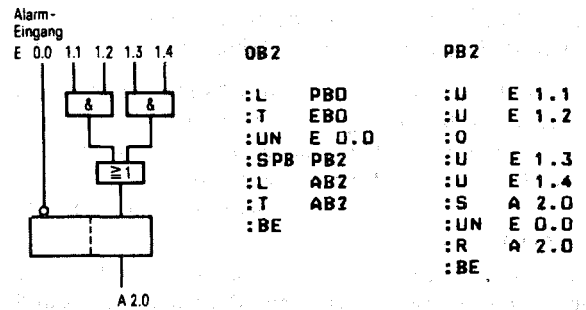 Alarm-
Eingang
E 0.0 1.1 1.2 1.3 1.4
& &
≧1
A 2.0
OB2
:L PB0
:T EB0
:UN E 0.0
:SPB PB2
:L AB2
:T AB2
:BE
PB2
:U E 1.1
:U E 1.2
:O
:U E 1.3
:U E 1.4
:S A 2.0
:UN E 0.0
:R A 2.0
:BE